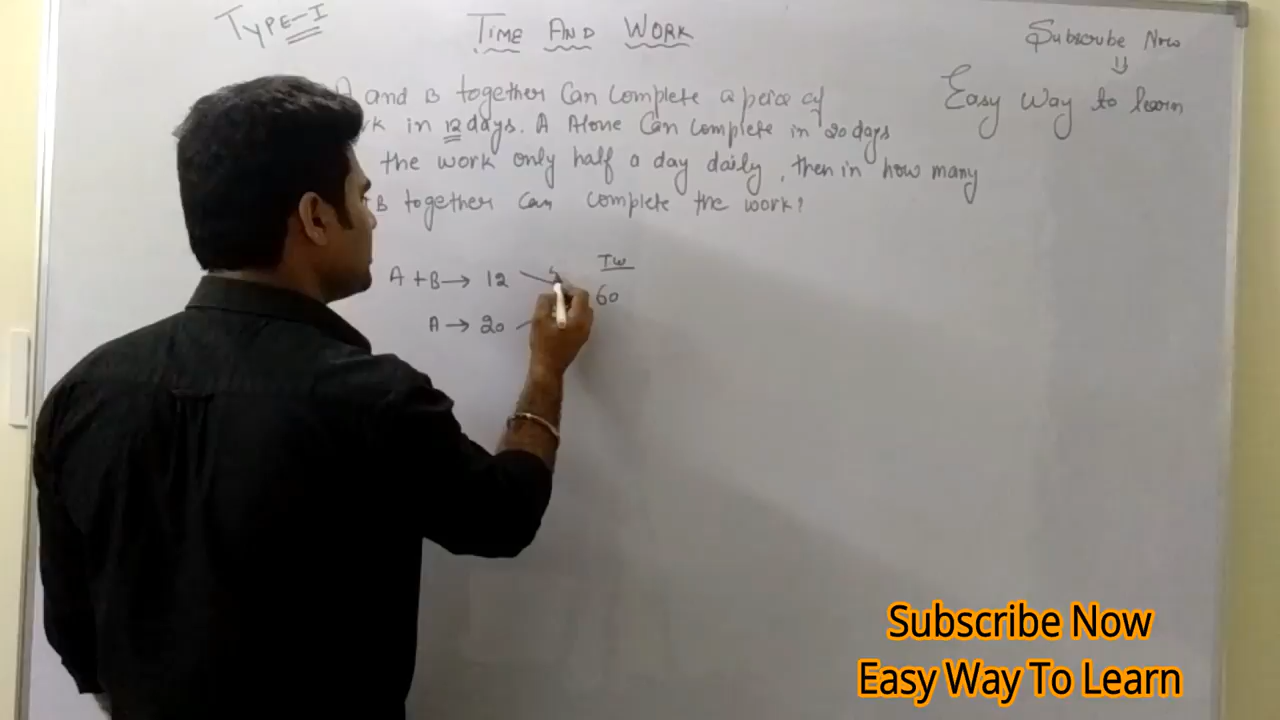 TYPE-I
TIME AND WORK
Subscribe Now
⇓
Easy Way to learn
A and B together Can Complete a peice of
in 12 days. A Alone Can Complete in 20 days
the work only half a day daily, then in how many
B together can complete the work?
A + B → 12
TW
60
A → 20
Subscribe Now
Easy Way To Learn